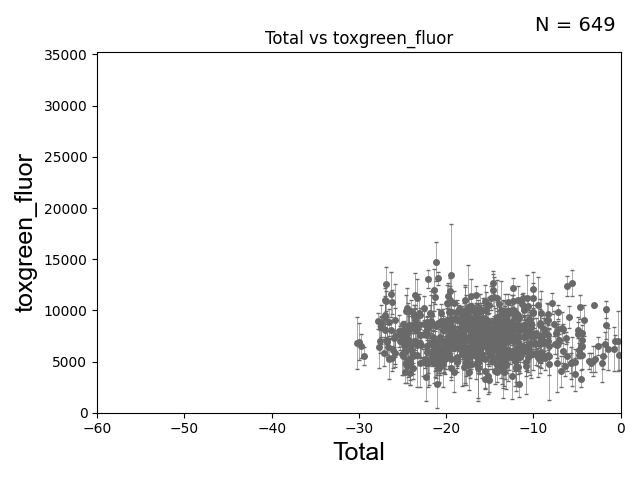 N = 649
Total vs toxgreen_fluor
35000
30000
25000
20000
15000
10000
5000
0
toxgreen_fluor
−60 −50 −40 −30 −20 −10 0
Total